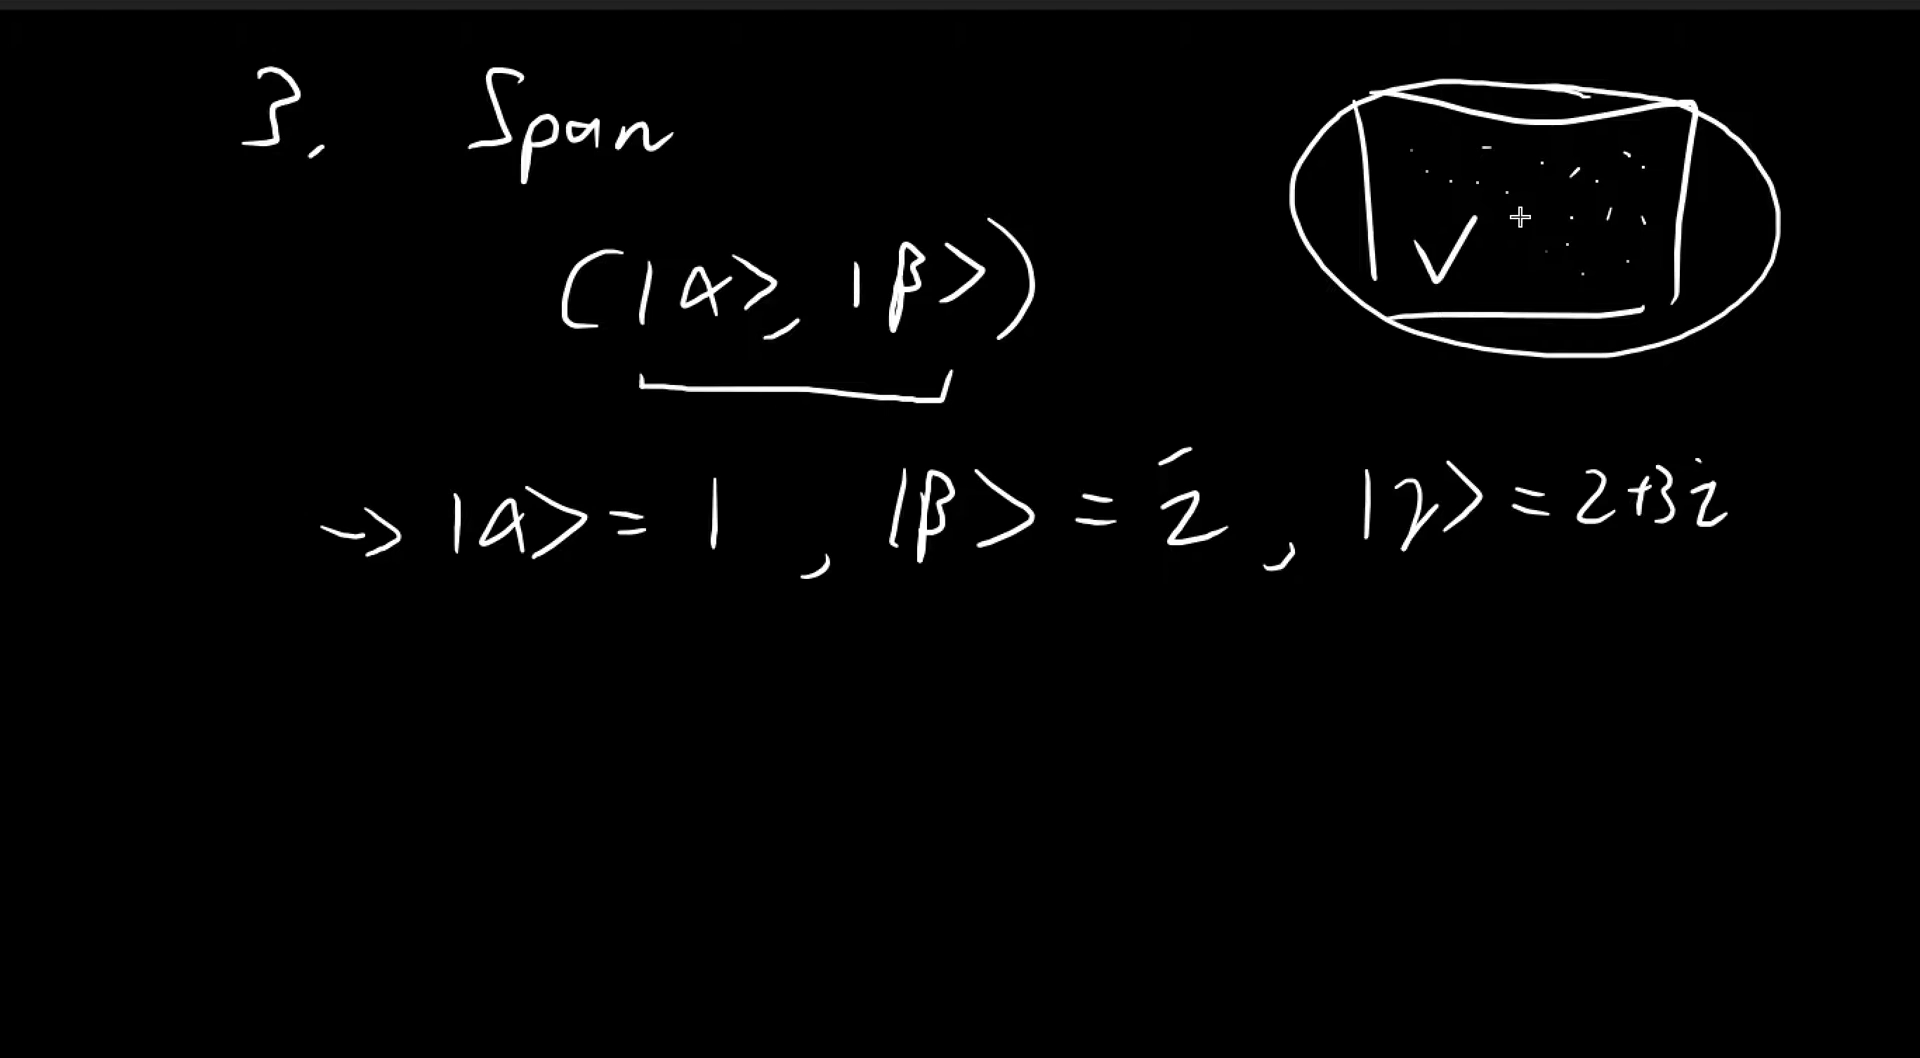 3. Span
V
(|α>, |β>)
→ |α> = 1 , |β> = i , |γ> = 2+3i